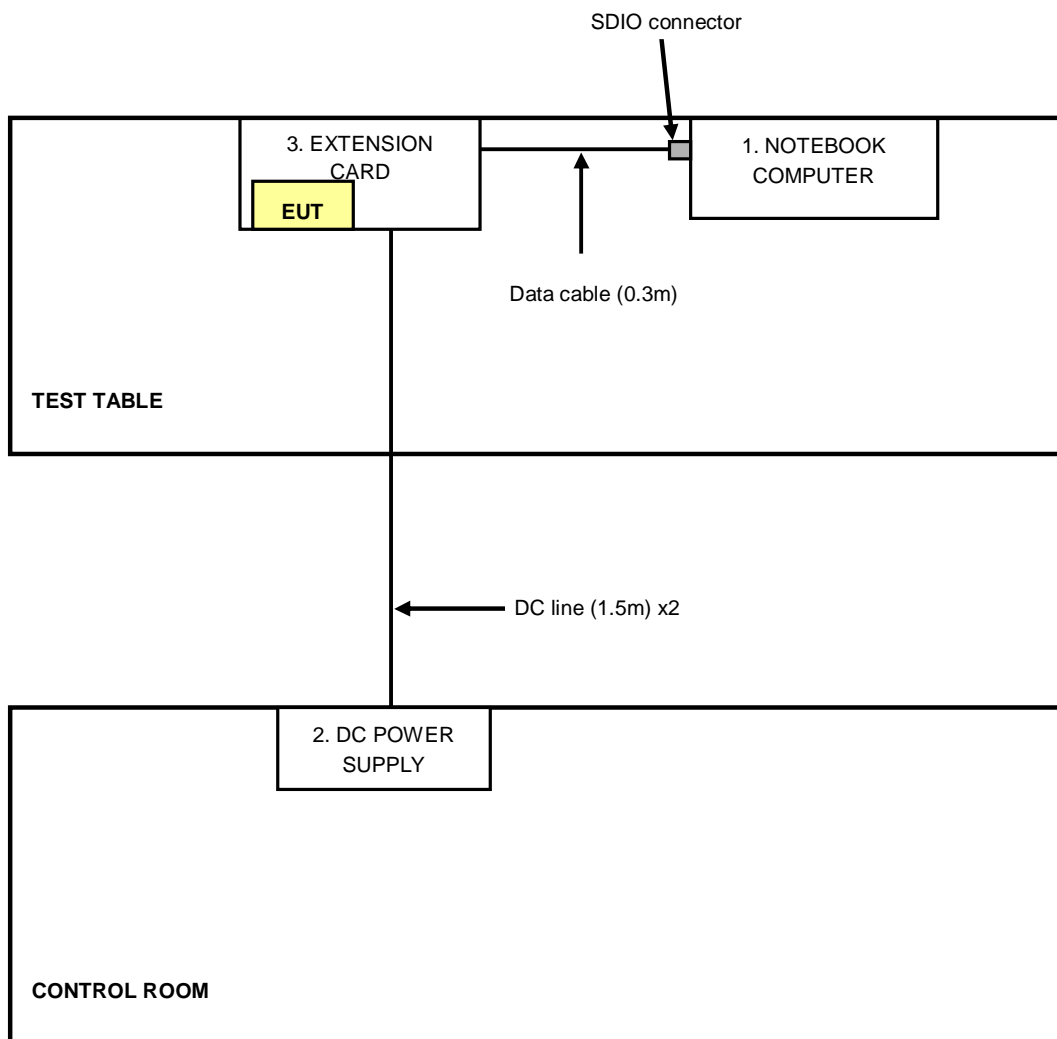 SDIO connector
3. EXTENSION
CARD
EUT
1. NOTEBOOK
COMPUTER
Data cable (0.3m)
TEST TABLE
DC line (1.5m) x2
2. DC POWER
SUPPLY
CONTROL ROOM